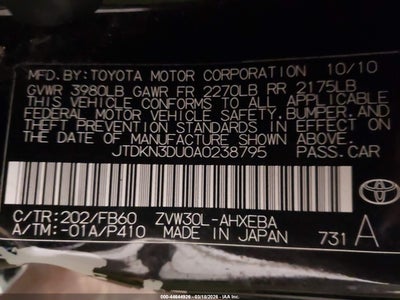 MFD.BY:TOYOTA MOTOR CORPORATION 10/10
GVWR 3980LB GAWR FR 2270LB RR 2175LB
THIS VEHICLE CONFORMS TO ALL APPLICABLE
FEDERAL MOTOR VEHICLE SAFETY, BUMPER, AND
THEFT PREVENTION STANDARDS IN EFFECT ON
THE DATE OF MANUFACTURE SHOWN ABOVE.
JTDKN3DU0A0238795 PASS.CAR
C/TR:202/FB60 ZVW30L-AHXEBA
A/TM:-01A/P410 MADE IN JAPAN 731 A
TOYOTA